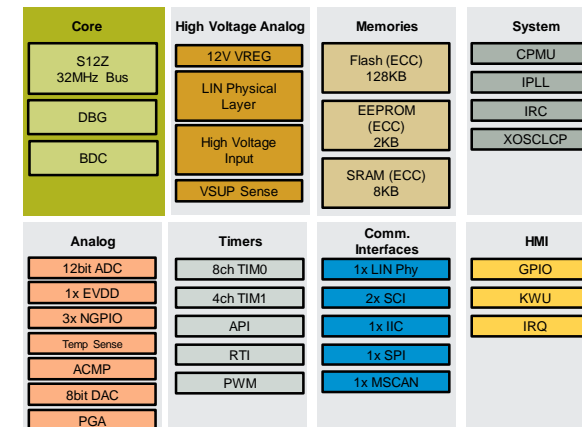 Core
S12Z
32MHz Bus
DBG
BDC
High Voltage Analog
12V VREG
LIN Physical
Layer
High Voltage
Input
VSUP Sense
Memories
Flash (ECC)
128KB
EEPROM
(ECC)
2KB
SRAM (ECC)
8KB
System
CPMU
IPLL
IRC
XOSCLCP
Analog
12bit ADC
1x EVDD
3x NGPIO
Temp Sense
ACMP
8bit DAC
PGA
Timers
8ch TIM0
4ch TIM1
API
RTI
PWM
Comm.
Interfaces
1x LIN Phy
2x SCI
1x IIC
1x SPI
1x MSCAN
HMI
GPIO
KWU
IRQ